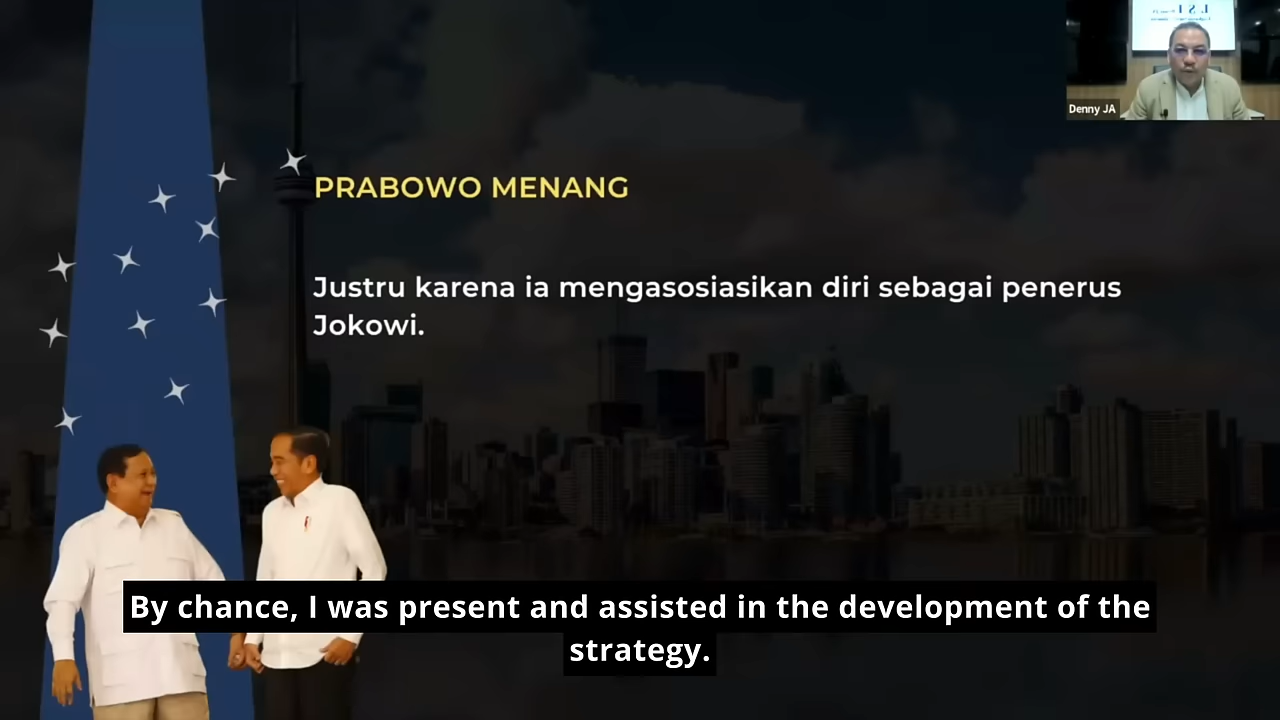 Denny JA
PRABOWO MENANG
Justru karena ia mengasosiasikan diri sebagai penerus
Jokowi.
By chance, I was present and assisted in the development of the
strategy.